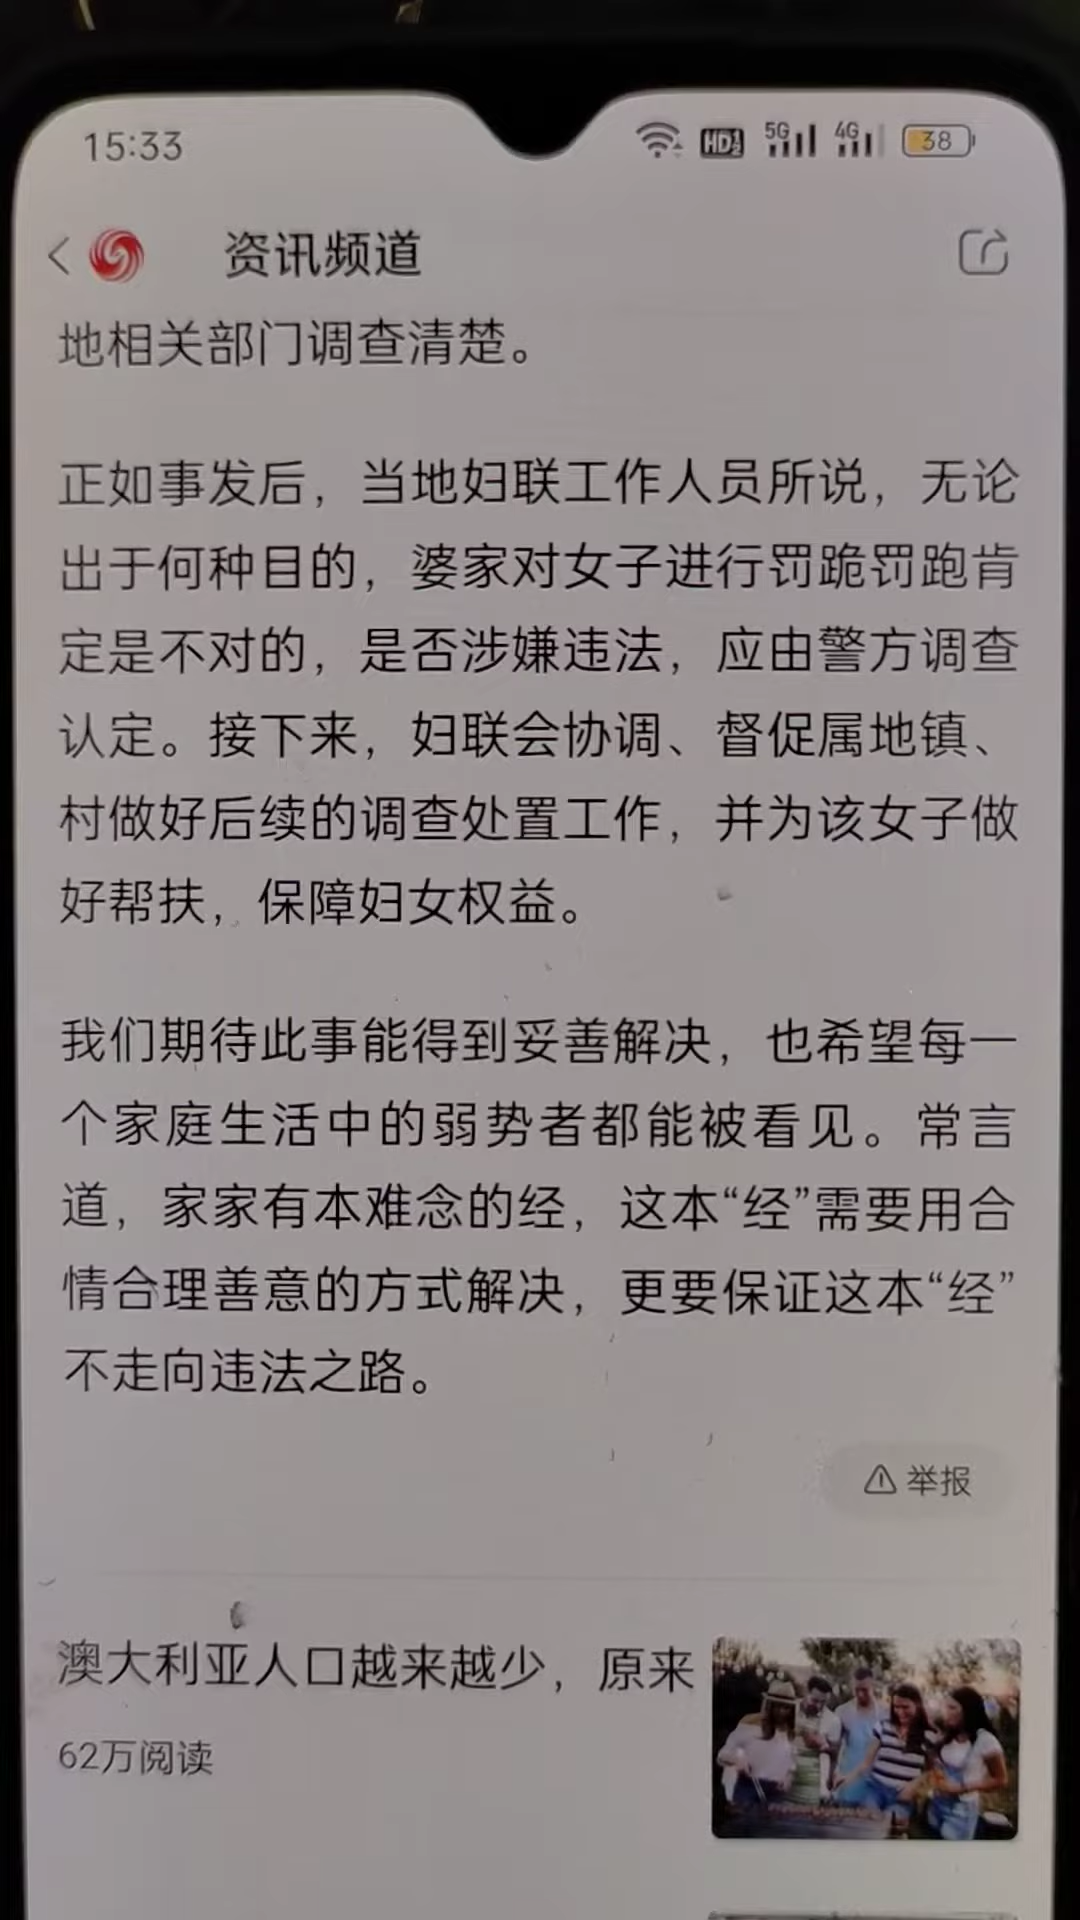 15:33
HD 1 2 5G 4G 38
资讯频道
地相关部门调查清楚。
正如事发后，当地妇联工作人员所说，无论
出于何种目的，婆家对女子进行罚跪罚跑肯
定是不对的，是否涉嫌违法，应由警方调查
认定。接下来，妇联会协调、督促属地镇、
村做好后续的调查处置工作，并为该女子做
好帮扶，保障妇女权益。
我们期待此事能得到妥善解决，也希望每一
个家庭生活中的弱势者都能被看见。常言
道，家家有本难念的经，这本“经”需要用合
情合理善意的方式解决，更要保证这本“经”
不走向违法之路。
举报
澳大利亚人口越来越少，原来
62万阅读